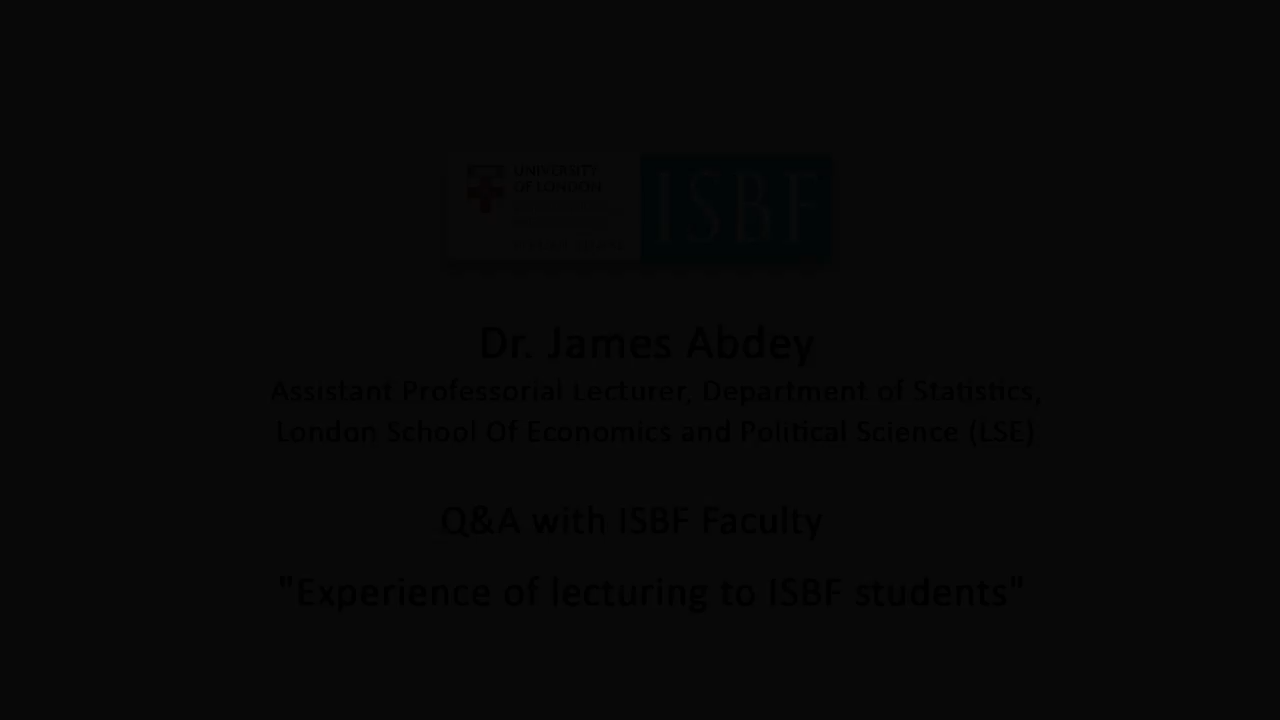 UNIVERSITY
OF LONDON
ISBF
Dr. James Abdey
Assistant Professorial Lecturer, Department of Statistics,
London School Of Economics and Political Science (LSE)
Q&A with ISBF Faculty
"Experience of lecturing to ISBF students"